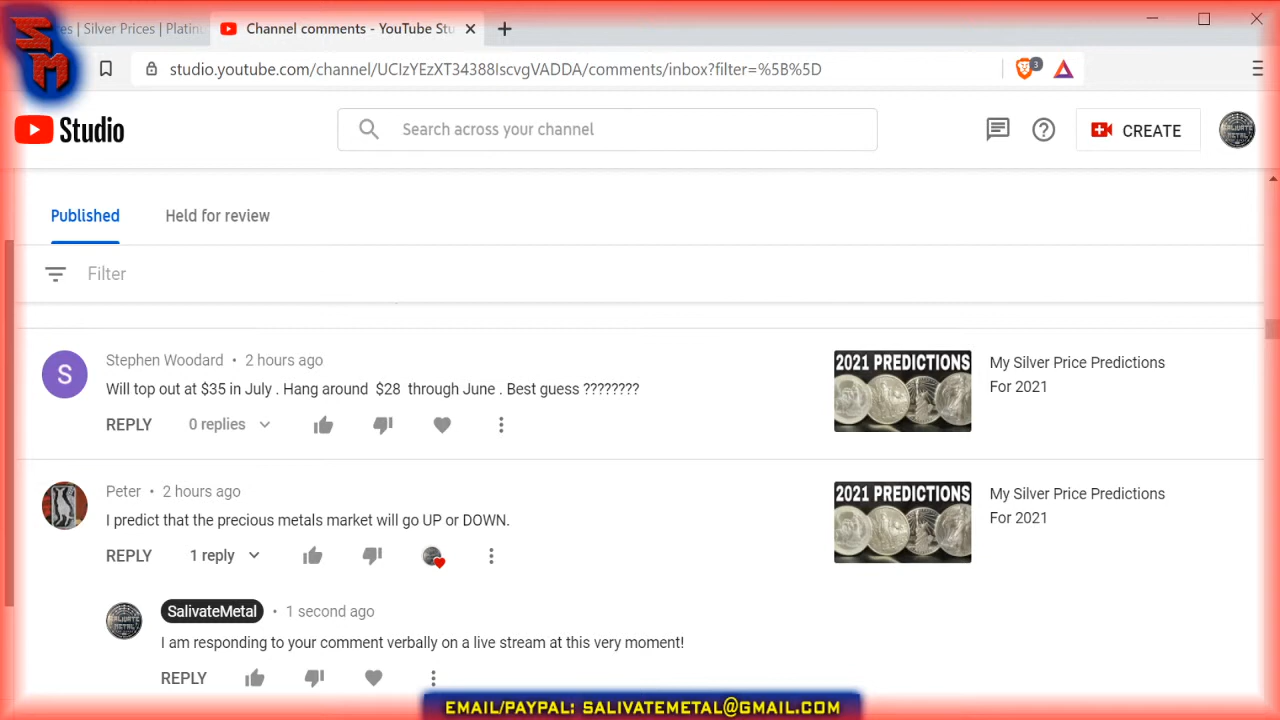 SM
es | Silver Prices | Platinu
Channel comments - YouTube Stu
studio.youtube.com/channel/UCIzYEzXT34388IscvgVADDA/comments/inbox?filter=%5B%5D
3
Studio
Search across your channel
CREATE
Published
Held for review
Filter
Stephen Woodard • 2 hours ago
Will top out at $35 in July . Hang around $28 through June . Best guess ????????
REPLY
0 replies
2021 PREDICTIONS
My Silver Price Predictions
For 2021
Peter • 2 hours ago
I predict that the precious metals market will go UP or DOWN.
REPLY
1 reply
2021 PREDICTIONS
My Silver Price Predictions
For 2021
SalivateMetal • 1 second ago
I am responding to your comment verbally on a live stream at this very moment!
REPLY
EMAIL/PAYPAL: SALIVATEMETAL@GMAIL.COM